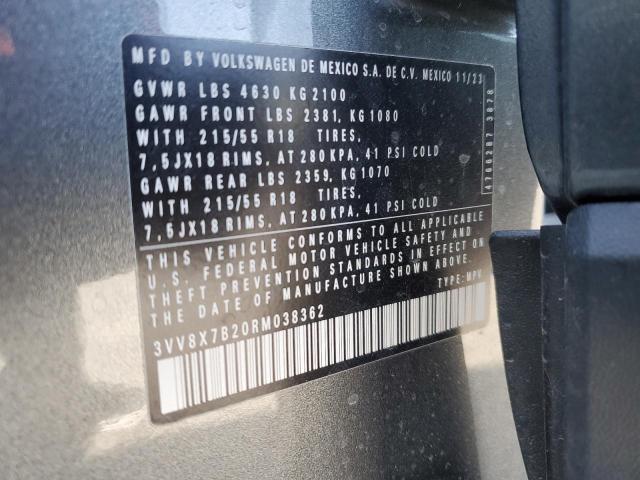 MFD BY VOLKSWAGEN DE MEXICO S.A. DE C.V. MEXICO 11/23
GVWR LBS 4630 KG 2100
GAWR FRONT LBS 2381, KG 1080
WITH 215/55 R18 TIRES,
7,5JX18 RIMS, AT 280 KPA, 41 PSI COLD
GAWR REAR LBS 2359, KG 1070
WITH 215/55 R18 TIRES,
7,5JX18 RIMS, AT 280 KPA, 41 PSI COLD
THIS VEHICLE CONFORMS TO ALL APPLICABLE
U.S. FEDERAL MOTOR VEHICLE SAFETY AND
THEFT PREVENTION STANDARDS IN EFFECT ON
THE DATE OF MANUFACTURE SHOWN ABOVE.
TYPE: MPV
3VV8X7B20RM038362